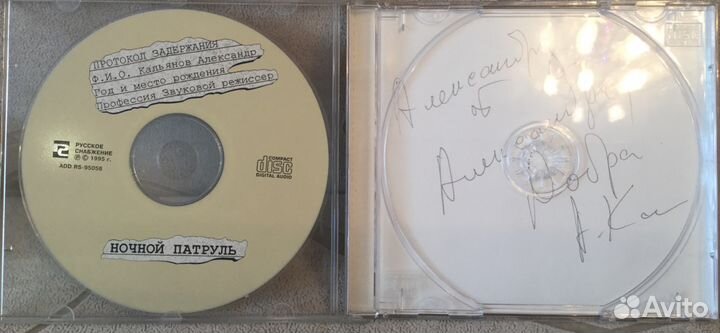 ПРОТОКОЛ ЗАДЕРЖАНИЯ
Ф.И.О. Кальянов Александр
Год и место рождения
Профессия Звуковой режиссер
РУССКОЕ
СНАБЖЕНИЕ
℗ © 1995 г.
ADD RS-95058
COMPACT
disc
DIGITAL AUDIO
НОЧНОЙ ПАТРУЛЬ
Александру
от
Александра
Добра
А. Ка
Avito